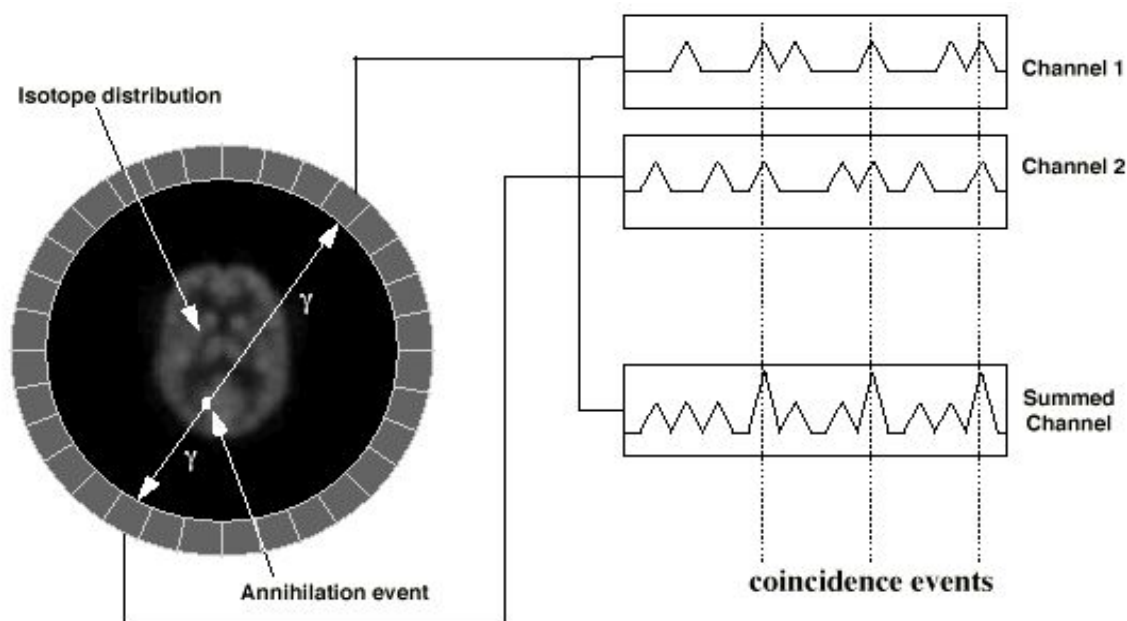 Isotope distribution
γ
γ
Annihilation event
Channel 1
Channel 2
Summed
Channel
coincidence events